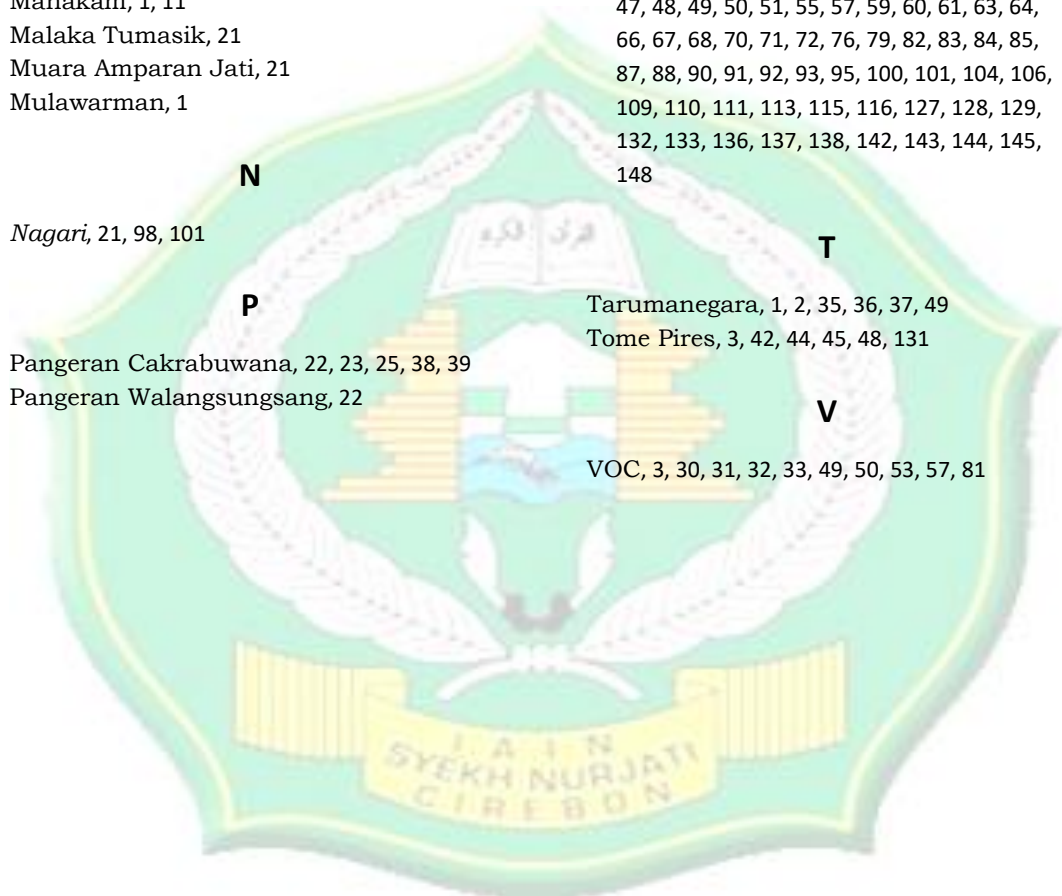 Mahakam, 1, 11
Malaka Tumasik, 21
Muara Amparan Jati, 21
Mulawarman, 1
N
Nagari, 21, 98, 101
P
Pangeran Cakrabuwana, 22, 23, 25, 38, 39
Pangeran Walangsungsang, 22
47, 48, 49, 50, 51, 55, 57, 59, 60, 61, 63, 64,
66, 67, 68, 70, 71, 72, 76, 79, 82, 83, 84, 85,
87, 88, 90, 91, 92, 93, 95, 100, 101, 104, 106,
109, 110, 111, 113, 115, 116, 127, 128, 129,
132, 133, 136, 137, 138, 142, 143, 144, 145,
148
T
Tarumanegara, 1, 2, 35, 36, 37, 49
Tome Pires, 3, 42, 44, 45, 48, 131
V
VOC, 3, 30, 31, 32, 33, 49, 50, 53, 57, 81
IAIN
SYEKH NURJATI
CIREBON